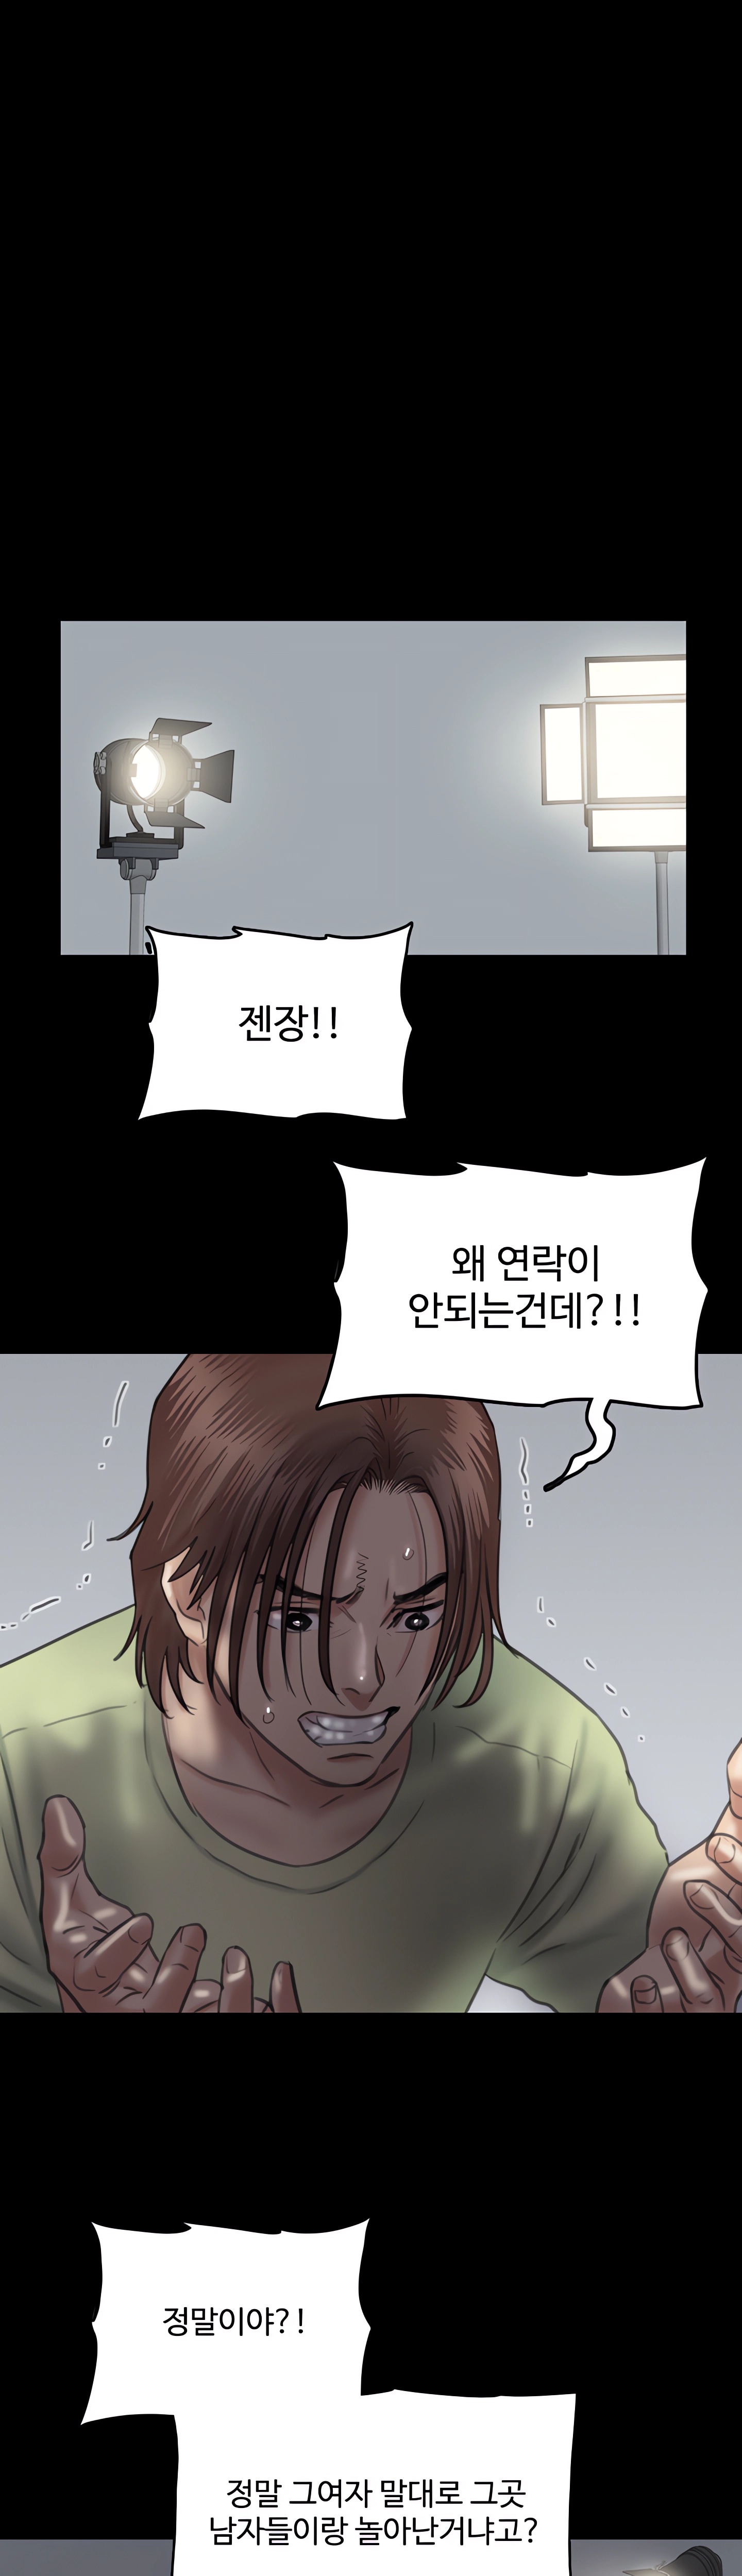 젠장!!
왜 연락이
안되는건데?!!
정말이야?!
정말 그여자 말대로 그곳
남자들이랑 놀아난거냐고?